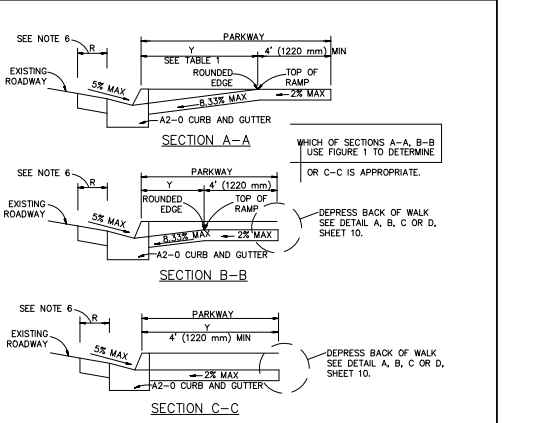 SEE NOTE 6
R
PARKWAY
Y
4' (1220 mm) MIN
SEE TABLE 1
EXISTING
ROADWAY
5% MAX
ROUNDED
EDGE
TOP OF
RAMP
8.33% MAX
2% MAX
A2-0 CURB AND GUTTER
SECTION A-A
WHICH OF SECTIONS A-A, B-B
USE FIGURE 1 TO DETERMINE
OR C-C IS APPROPRIATE.
SEE NOTE 6
R
PARKWAY
Y
4' (1220 mm)
EXISTING
ROADWAY
5% MAX
ROUNDED
EDGE
TOP OF
RAMP
8.33% MAX
2% MAX
A2-0 CURB AND GUTTER
DEPRESS BACK OF WALK
SEE DETAIL A, B, C OR D,
SHEET 10.
SECTION B-B
SEE NOTE 6
R
PARKWAY
Y
4' (1220 mm) MIN
EXISTING
ROADWAY
5% MAX
2% MAX
A2-0 CURB AND GUTTER
DEPRESS BACK OF WALK
SEE DETAIL A, B, C OR D,
SHEET 10.
SECTION C-C